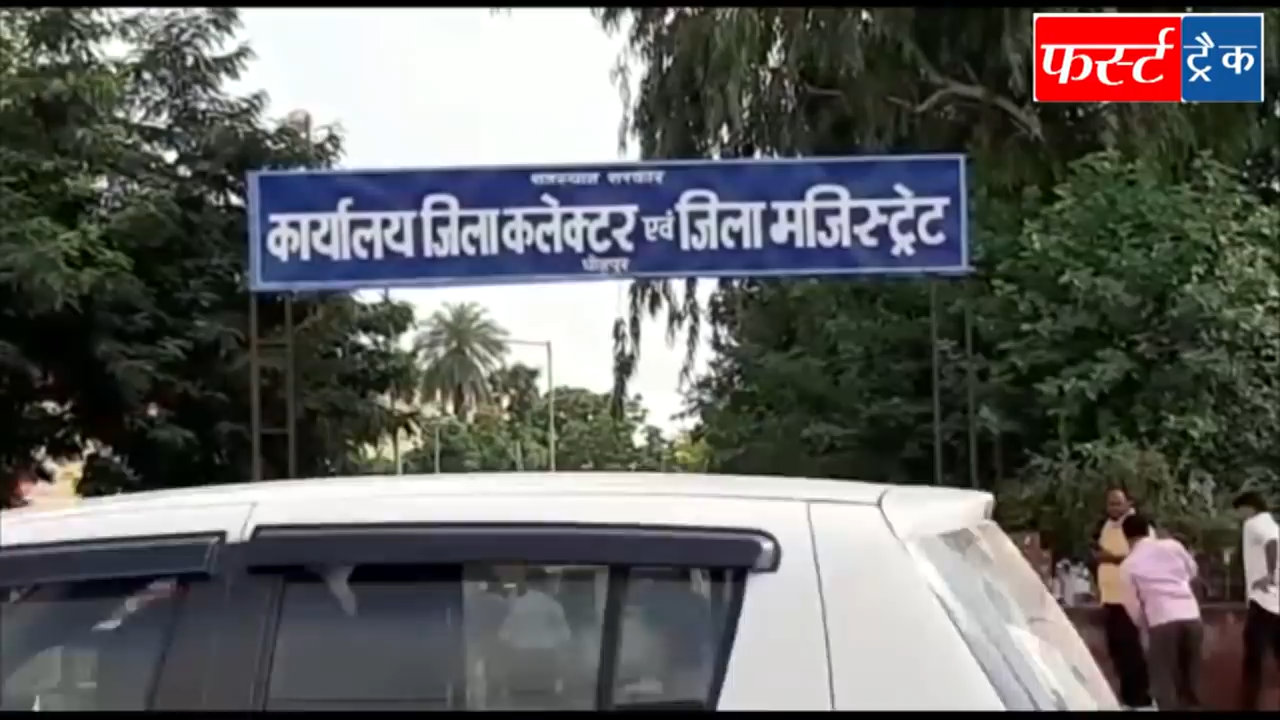 फर्स्ट ट्रैक
राजस्थान सरकार
कार्यालय जिला कलेक्टर एवं जिला मजिस्ट्रेट
धौलपुर